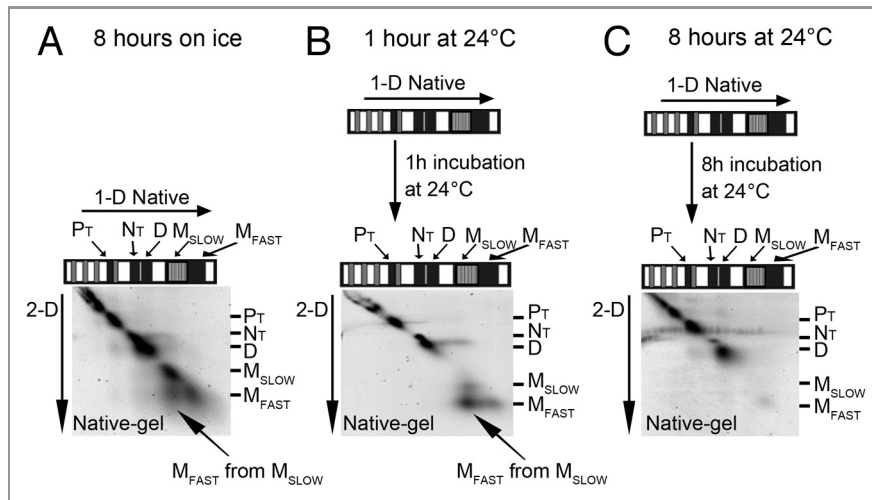 A 8 hours on ice
B 1 hour at 24°C
C 8 hours at 24°C
1-D Native
1h incubation
at 24°C
1-D Native
8h incubation
at 24°C
1-D Native
PT NT D MSLOW MFAST
2-D
PT
NT
D
MSLOW
MFAST
Native-gel
MFAST from MSLOW
PT NT D MSLOW MFAST
2-D
PT
NT
D
MSLOW
MFAST
Native-gel
MFAST from MSLOW
PT NT D MSLOW MFAST
2-D
PT
NT
D
MSLOW
MFAST
Native-gel